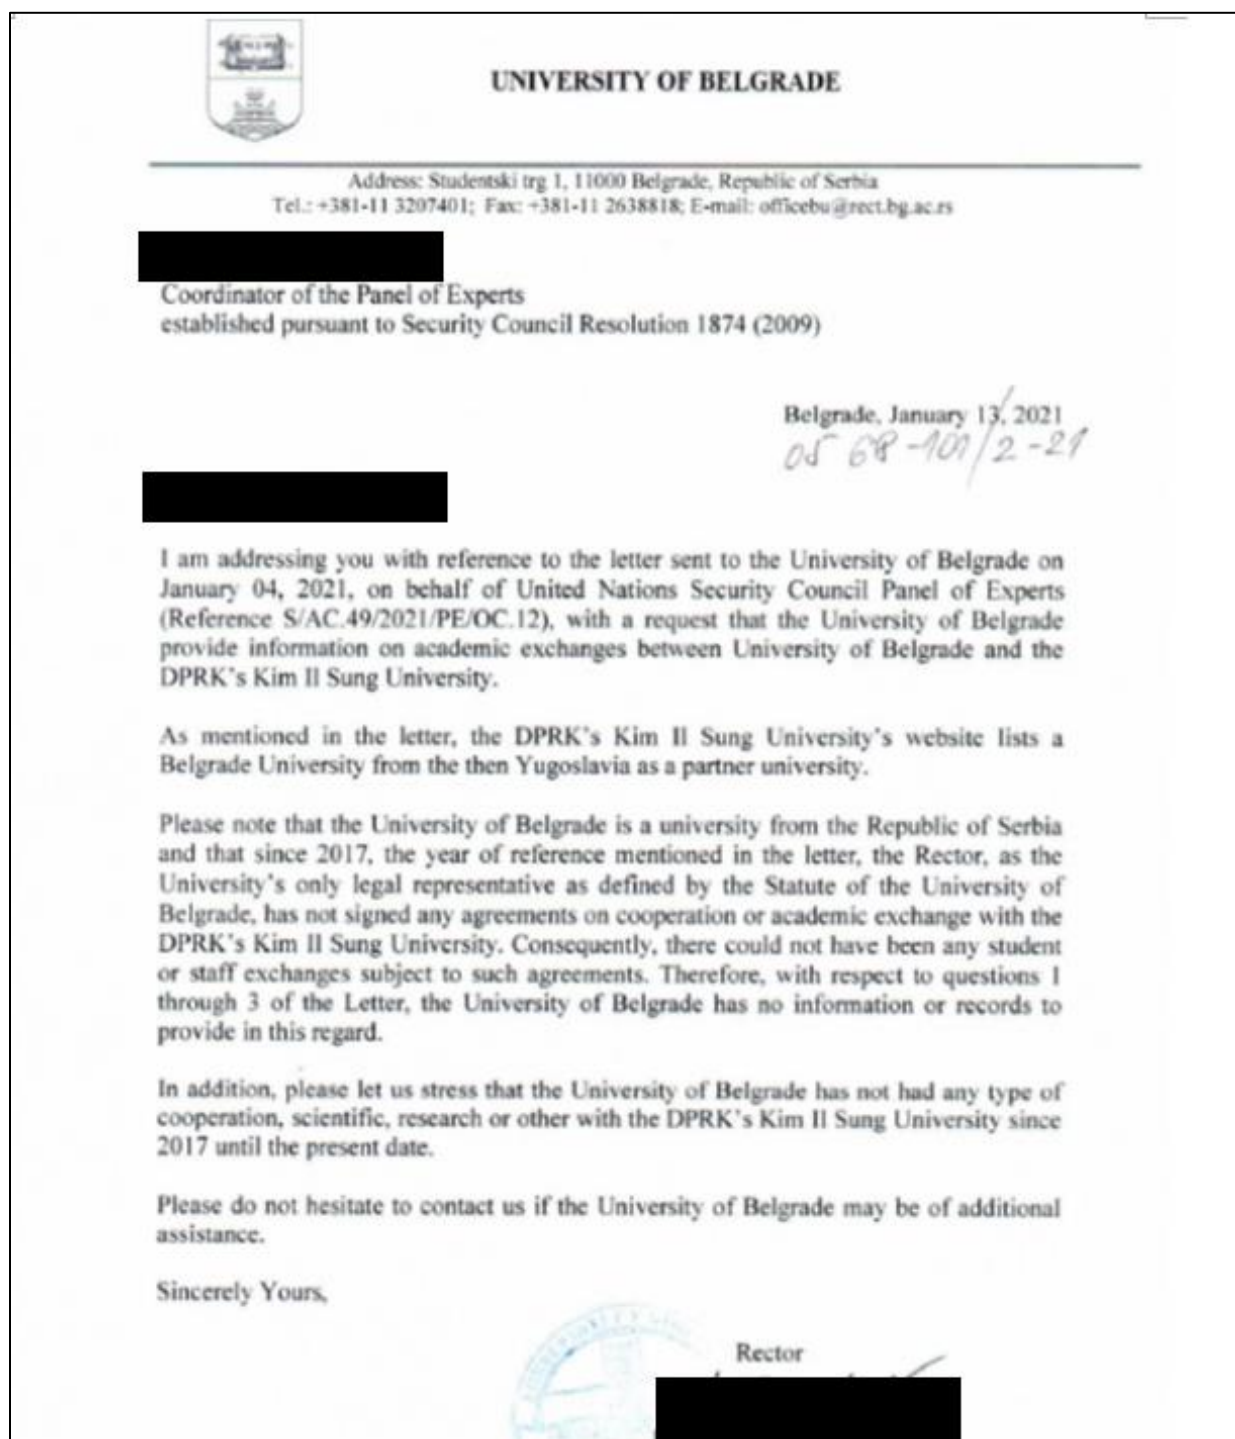 UNIVERSITY OF BELGRADE
Address: Studentski trg 1, 11000 Belgrade, Republic of Serbia
Tel.: +381-11 3207401; Fax: +381-11 2638818; E-mail: officebu@rect.bg.ac.rs
Coordinator of the Panel of Experts
established pursuant to Security Council Resolution 1874 (2009)
Belgrade, January 13, 2021
05 68-101/2-21
I am addressing you with reference to the letter sent to the University of Belgrade on
January 04, 2021, on behalf of United Nations Security Council Panel of Experts
(Reference S/AC.49/2021/PE/OC.12), with a request that the University of Belgrade
provide information on academic exchanges between University of Belgrade and the
DPRK's Kim Il Sung University.
As mentioned in the letter, the DPRK's Kim Il Sung University's website lists a
Belgrade University from the then Yugoslavia as a partner university.
Please note that the University of Belgrade is a university from the Republic of Serbia
and that since 2017, the year of reference mentioned in the letter, the Rector, as the
University's only legal representative as defined by the Statute of the University of
Belgrade, has not signed any agreements on cooperation or academic exchange with the
DPRK's Kim Il Sung University. Consequently, there could not have been any student
or staff exchanges subject to such agreements. Therefore, with respect to questions 1
through 3 of the Letter, the University of Belgrade has no information or records to
provide in this regard.
In addition, please let us stress that the University of Belgrade has not had any type of
cooperation, scientific, research or other with the DPRK's Kim Il Sung University since
2017 until the present date.
Please do not hesitate to contact us if the University of Belgrade may be of additional
assistance.
Sincerely Yours,
Rector